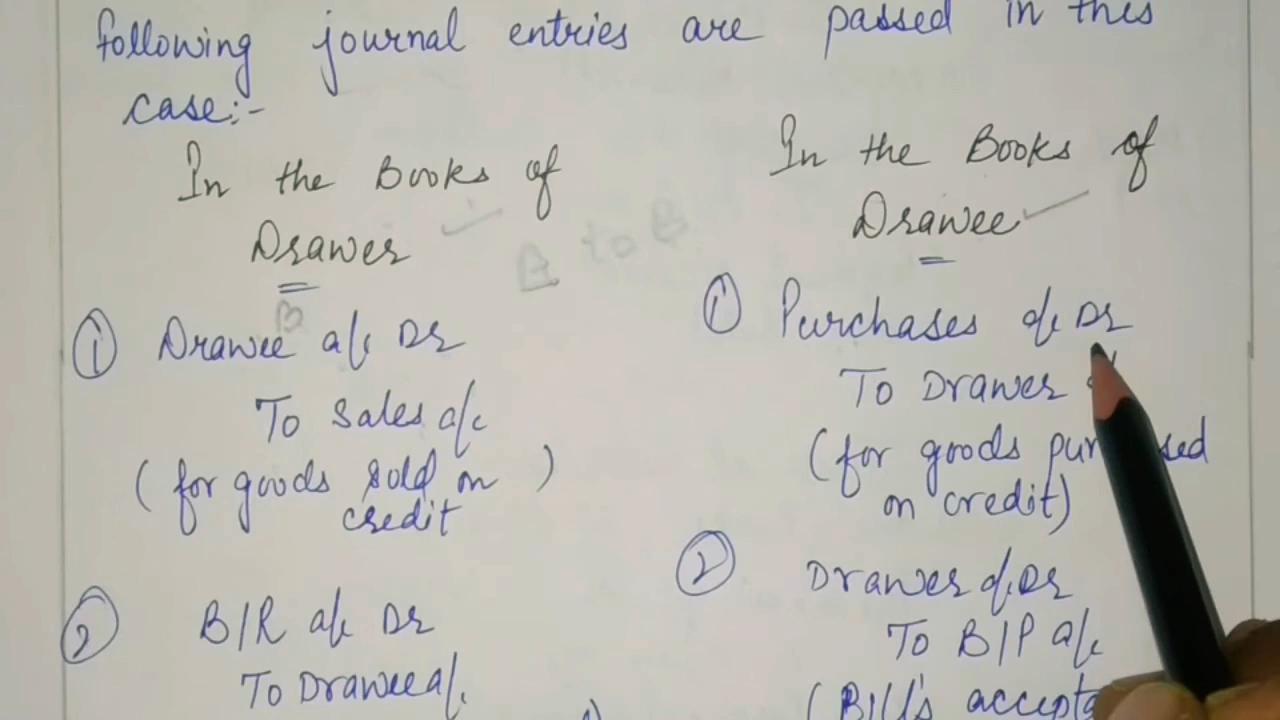 following journal entries are passed in this
case:-
In the Books of
Drawer
① Drawee a/c Dr
To Sales a/c
(for goods sold on )
credit
② B/R a/c Dr
To Drawee a/c
In the Books of
Drawee
① Purchases a/c Dr
To Drawer
(for goods
on credit)
② Drawer a/c Dr
To B/P a/c
(Bill's
A to B
B